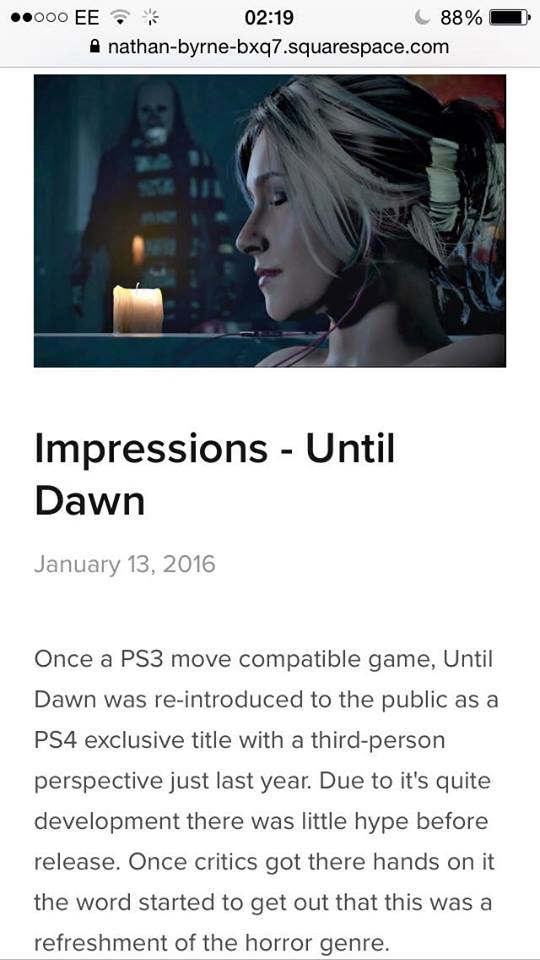 EE 02:19 88%
nathan-byrne-bxq7.squarespace.com
Impressions - Until
Dawn
January 13, 2016
Once a PS3 move compatible game, Until
Dawn was re-introduced to the public as a
PS4 exclusive title with a third-person
perspective just last year. Due to it's quite
development there was little hype before
release. Once critics got there hands on it
the word started to get out that this was a
refreshment of the horror genre.